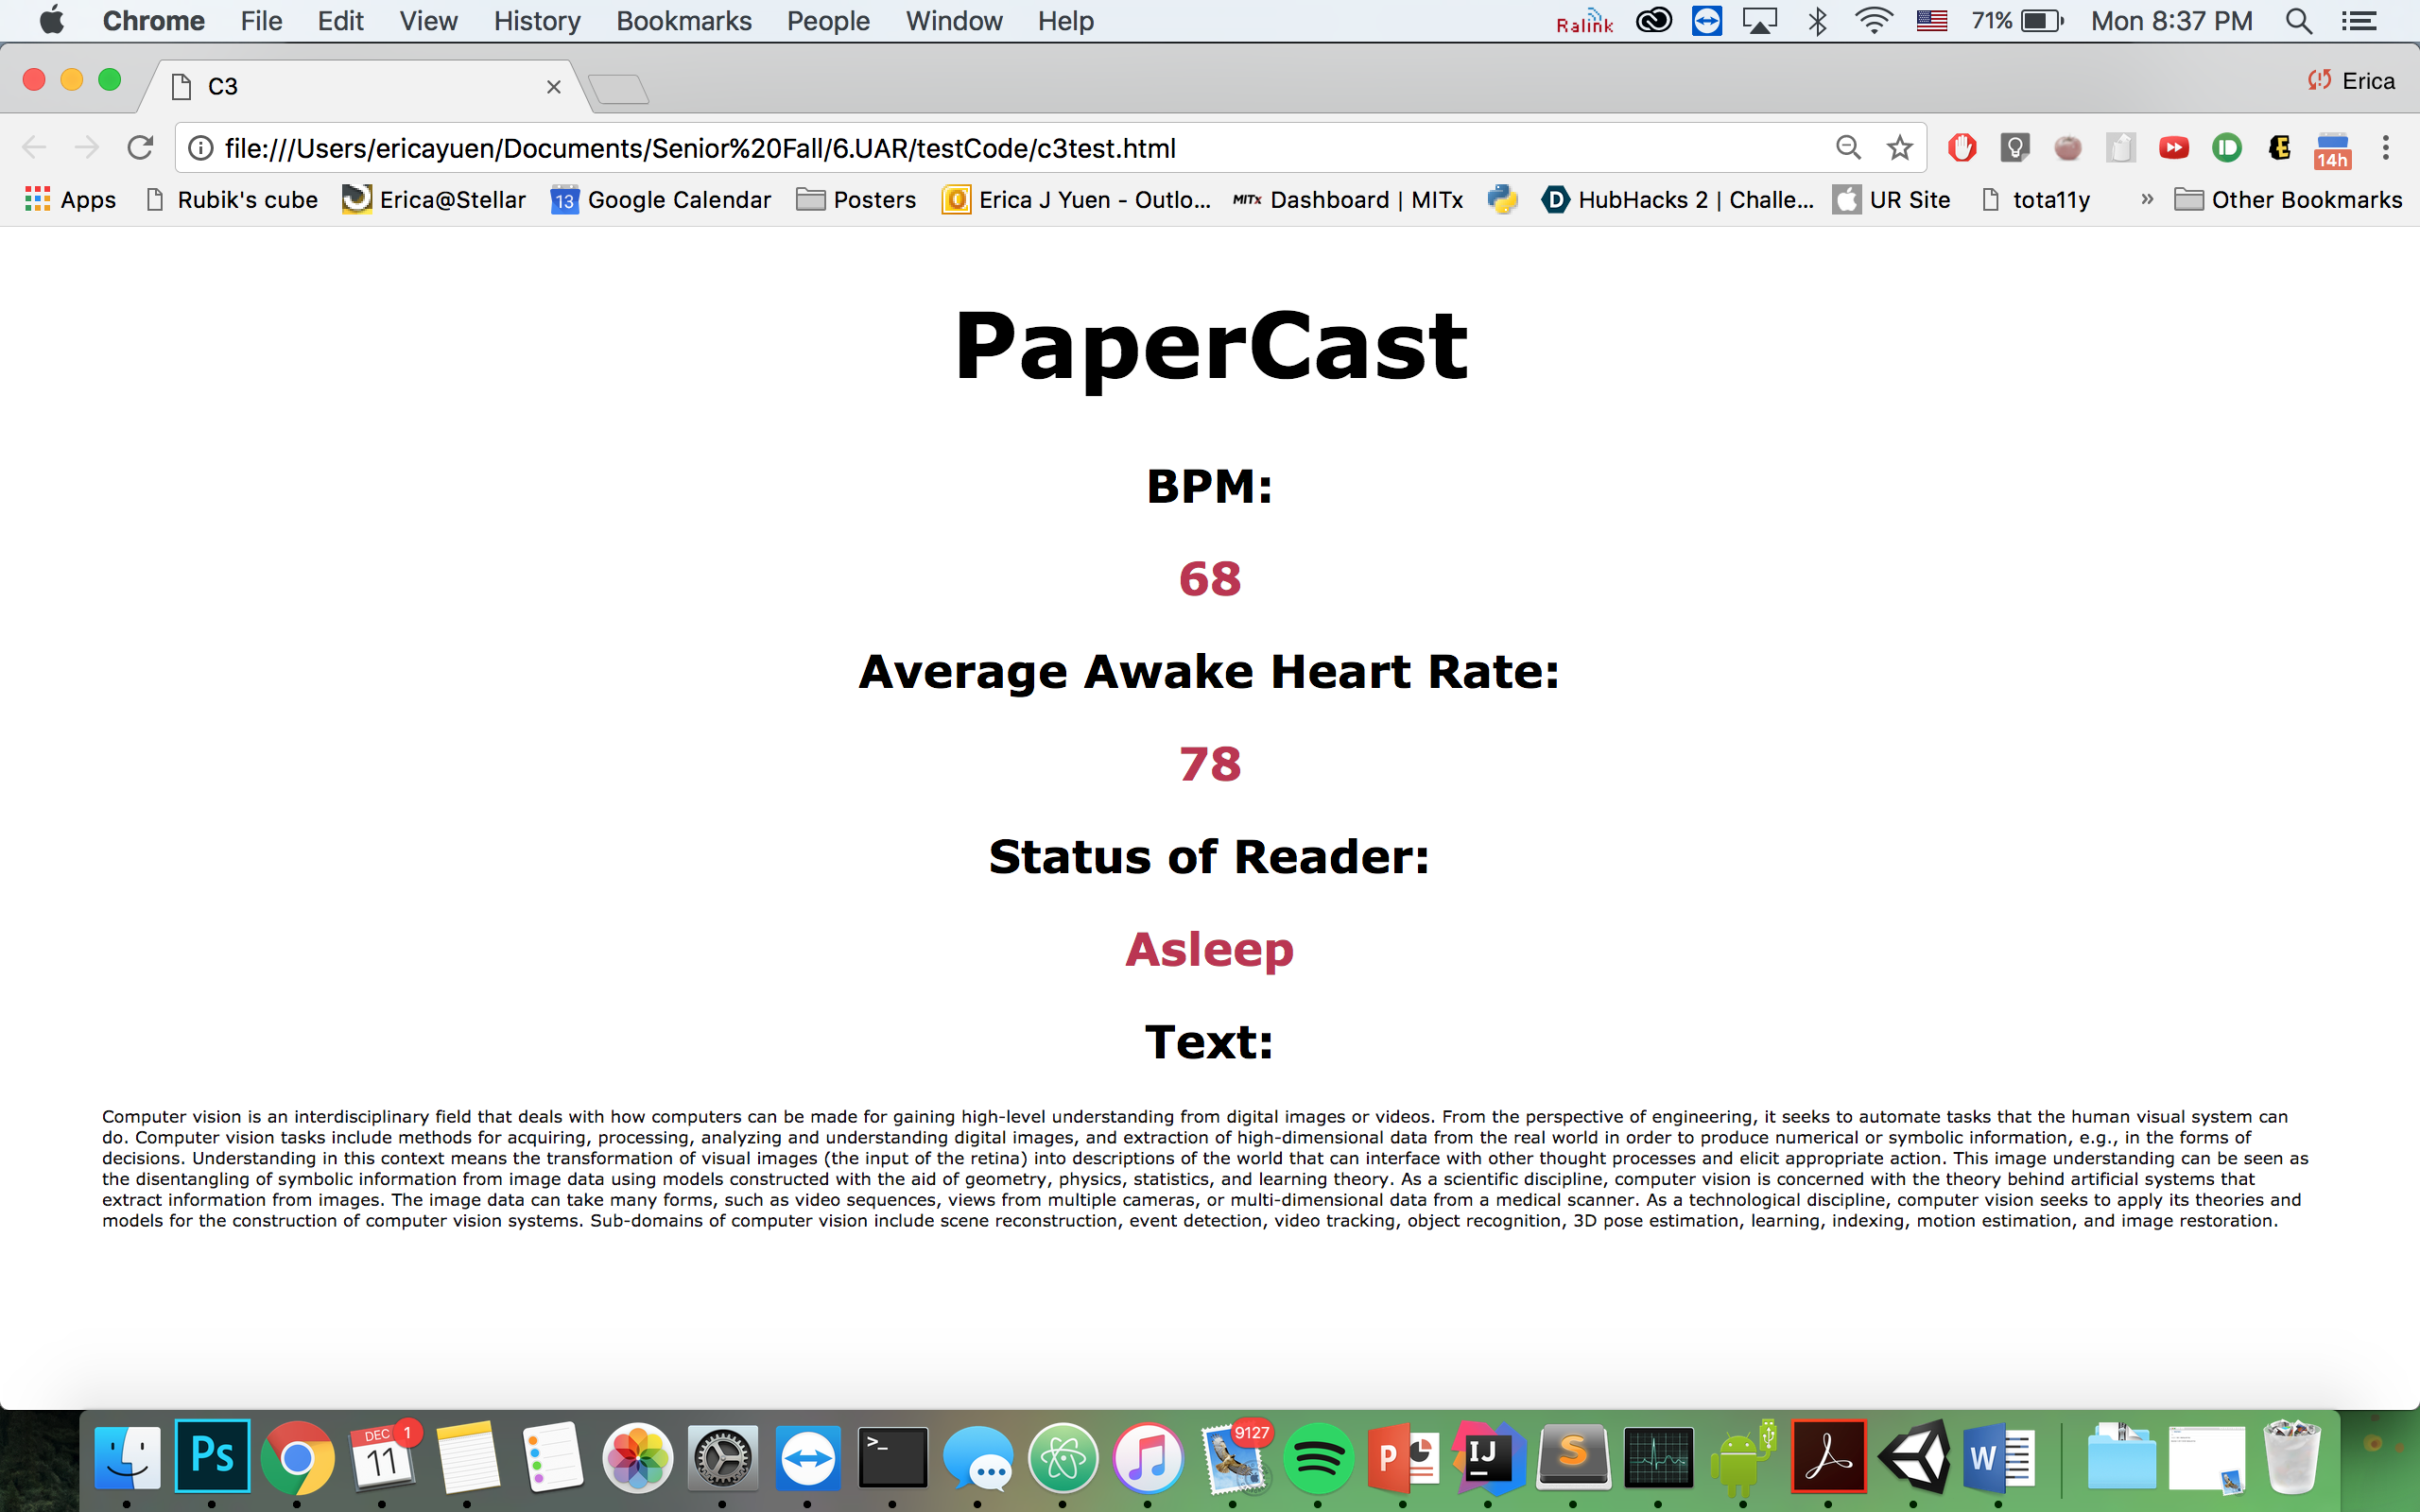 Chrome File Edit View History Bookmarks People Window Help Ralink 71% Mon 8:37 PM
C3 Erica
file:///Users/ericayuen/Documents/Senior%20Fall/6.UAR/testCode/c3test.html 14h
Apps Rubik's cube Erica@Stellar 13 Google Calendar Posters Erica J Yuen - Outlo... MITx Dashboard | MITx D HubHacks 2 | Challe... UR Site tota11y » Other Bookmarks
PaperCast
BPM:
68
Average Awake Heart Rate:
78
Status of Reader:
Asleep
Text:
Computer vision is an interdisciplinary field that deals with how computers can be made for gaining high-level understanding from digital images or videos. From the perspective of engineering, it seeks to automate tasks that the human visual system can
do. Computer vision tasks include methods for acquiring, processing, analyzing and understanding digital images, and extraction of high-dimensional data from the real world in order to produce numerical or symbolic information, e.g., in the forms of
decisions. Understanding in this context means the transformation of visual images (the input of the retina) into descriptions of the world that can interface with other thought processes and elicit appropriate action. This image understanding can be seen as
the disentangling of symbolic information from image data using models constructed with the aid of geometry, physics, statistics, and learning theory. As a scientific discipline, computer vision is concerned with the theory behind artificial systems that
extract information from images. The image data can take many forms, such as video sequences, views from multiple cameras, or multi-dimensional data from a medical scanner. As a technological discipline, computer vision seeks to apply its theories and
models for the construction of computer vision systems. Sub-domains of computer vision include scene reconstruction, event detection, video tracking, object recognition, 3D pose estimation, learning, indexing, motion estimation, and image restoration.
Ps DEC 11 1 >_ 9127 P IJ S W